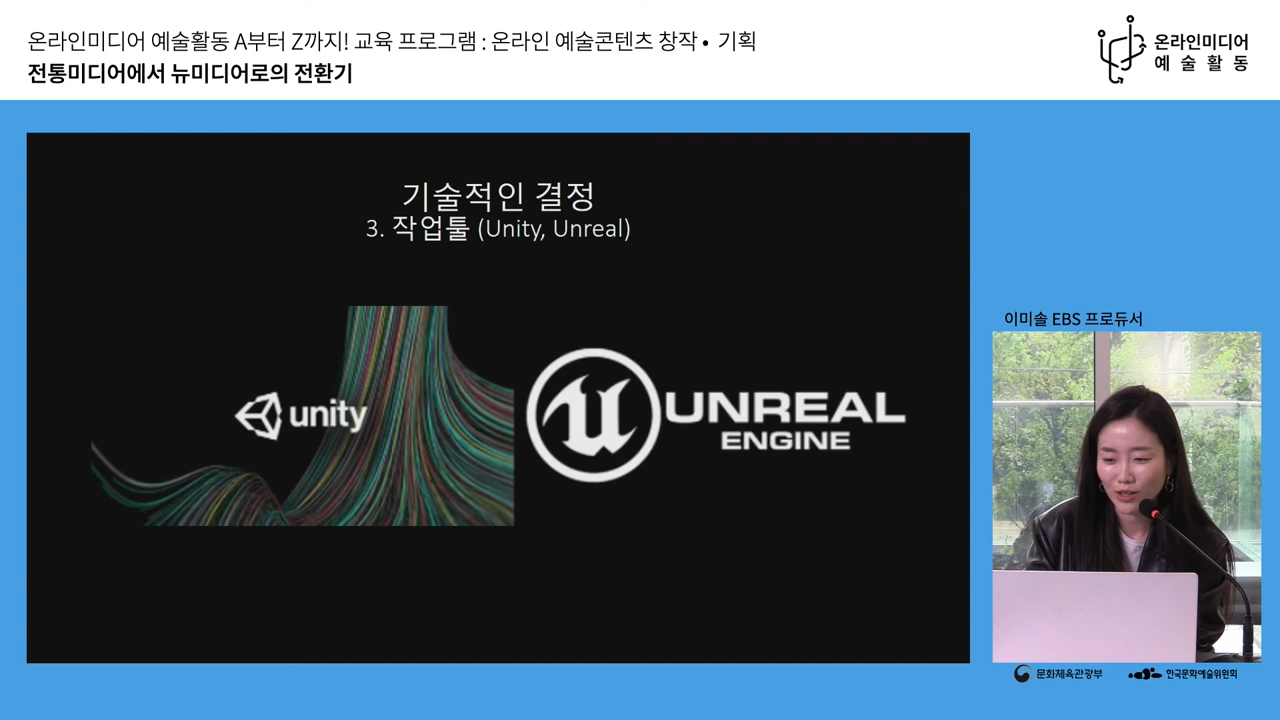 온라인미디어 예술활동 A부터 Z까지! 교육 프로그램 : 온라인 예술콘텐츠 창작 • 기획
전통미디어에서 뉴미디어로의 전환기
온라인미디어
예 술 활 동
기술적인 결정
3. 작업툴 (Unity, Unreal)
unity
UNREAL
ENGINE
이미솔 EBS 프로듀서
문화체육관광부
한국문화예술위원회